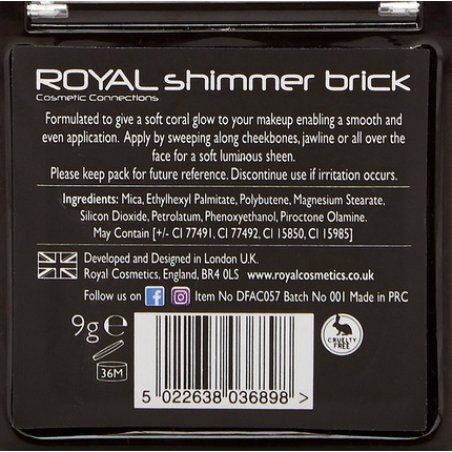 ROYAL shimmer brick
Cosmetic Connections
Formulated to give a soft coral glow to your makeup enabling a smooth and
even application. Apply by sweeping along cheekbones, jawline or all over
the face for a soft luminous sheen.
Please keep pack for future reference. Discontinue use if irritation occurs.
Ingredients: Mica, Ethylhexyl Palmitate, Polybutene, Magnesium Stearate,
Silicon Dioxide, Petrolatum, Phenoxyethanol, Piroctone Olamine.
May Contain [+/- CI 77491, CI 77492, CI 15850, CI 15985]
Developed and Designed in London U.K.
Royal Cosmetics, England, BR4 0LS www.royalcosmetics.co.uk
Follow us on Item No DFAC057 Batch No 001 Made in PRC
9g e
36M
CRUELTY
FREE
5 022638 036898 >